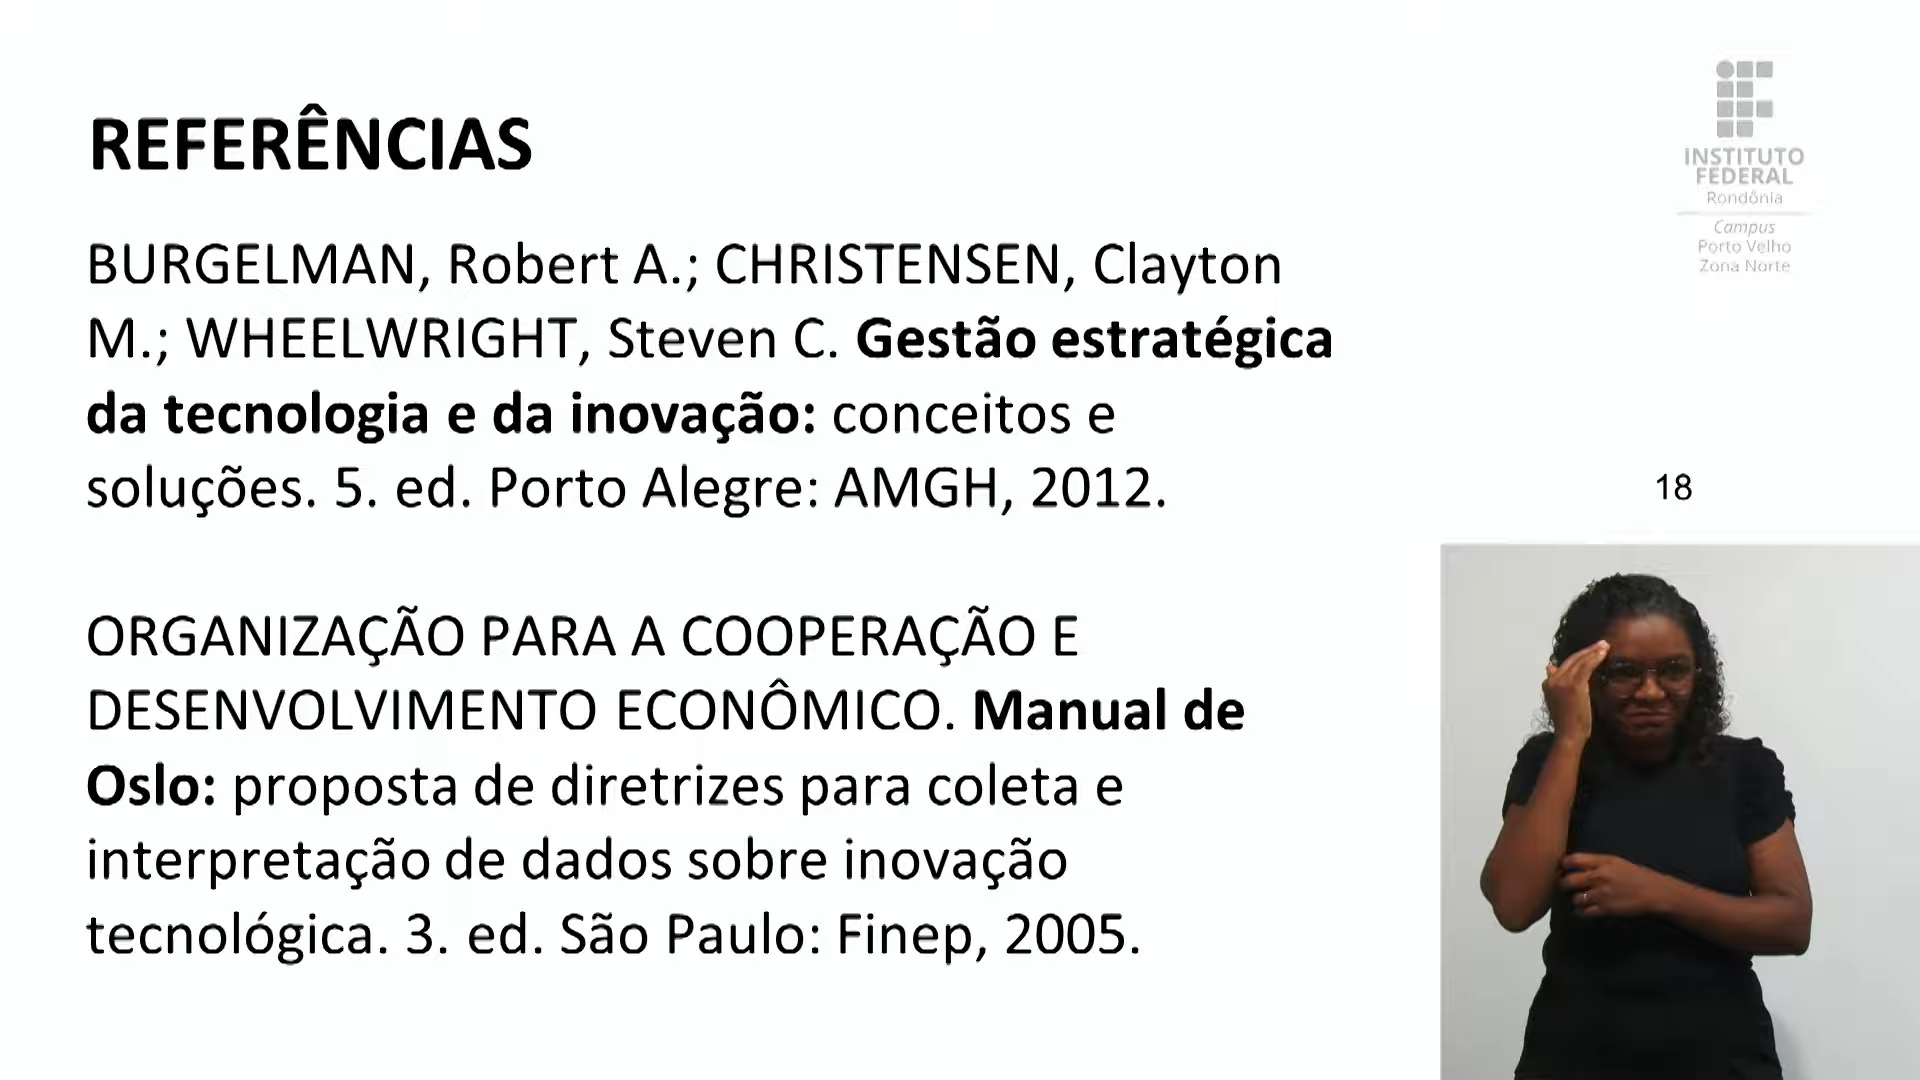 REFERÊNCIAS
BURGELMAN, Robert A.; CHRISTENSEN, Clayton
M.; WHEELWRIGHT, Steven C. Gestão estratégica
da tecnologia e da inovação: conceitos e
soluções. 5. ed. Porto Alegre: AMGH, 2012.
ORGANIZAÇÃO PARA A COOPERAÇÃO E
DESENVOLVIMENTO ECONÔMICO. Manual de
Oslo: proposta de diretrizes para coleta e
interpretação de dados sobre inovação
tecnológica. 3. ed. São Paulo: Finep, 2005.
INSTITUTO
FEDERAL
Rondônia
Campus
Porto Velho
Zona Norte
18